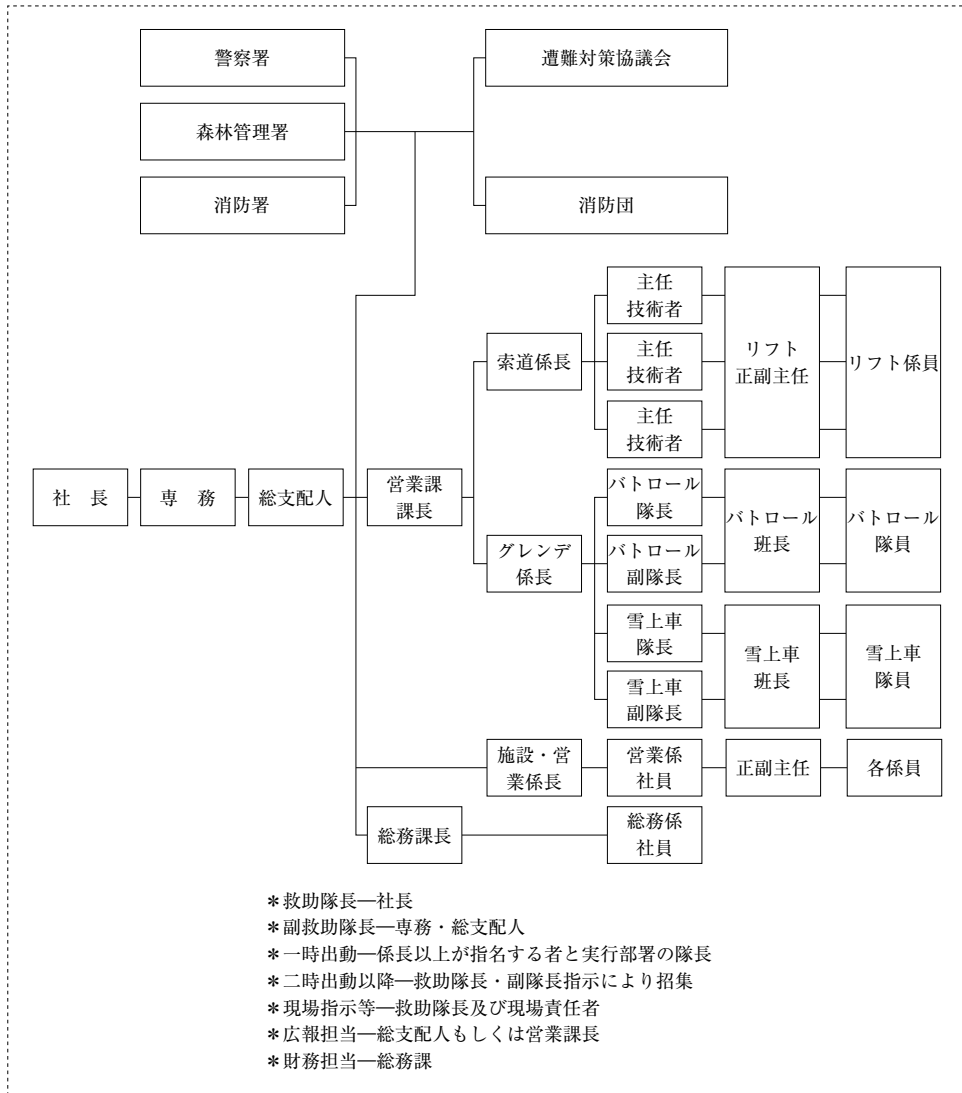 警察署
遭難対策協議会
森林管理署
消防署
消防団
主任
技術者
索道係長
主任
技術者
リフト
正副主任
リフト係員
主任
技術者
社　長
専　務
総支配人
営業課
課長
パトロール
隊長
パトロール
班長
パトロール
隊員
グレンデ
係長
パトロール
副隊長
雪上車
隊長
雪上車
班長
雪上車
隊員
雪上車
副隊長
施設・営
業係長
営業係
社員
正副主任
各係員
総務課長
総務係
社員
＊救助隊長―社長
＊副救助隊長―専務・総支配人
＊一時出動―係長以上が指名する者と実行部署の隊長
＊二時出動以降―救助隊長・副隊長指示により招集
＊現場指示等―救助隊長及び現場責任者
＊広報担当―総支配人もしくは営業課長
＊財務担当―総務課